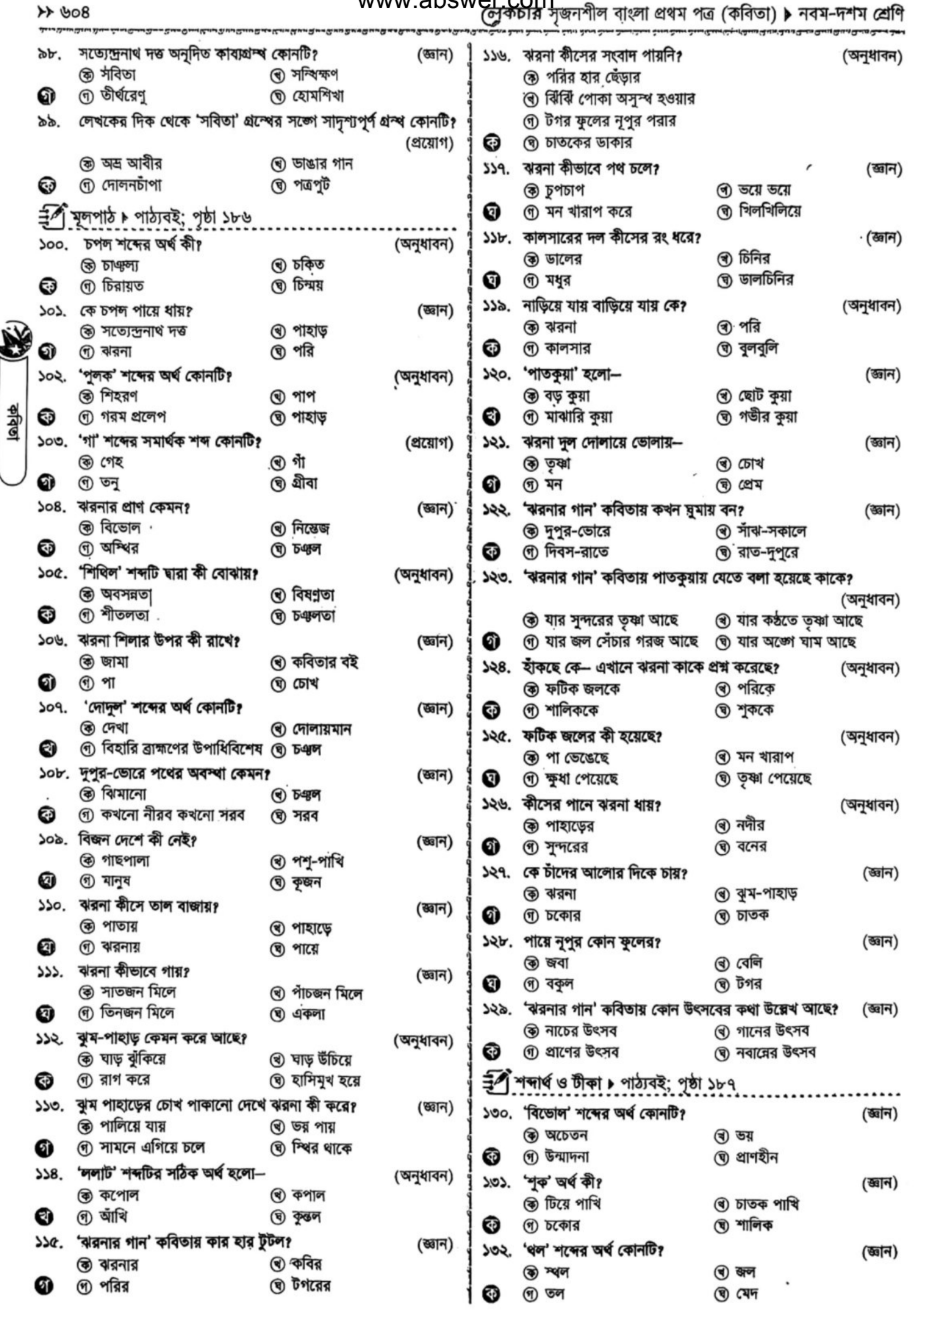 www.abswer.com
>> ৬০৪
লেকচার সৃজনশীল বাংলা প্রথম পত্র (কবিতা) ▶ নবম-দশম শ্রেণি
৯৮. সত্যেন্দ্রনাথ দত্ত অনূদিত কাব্যগ্রন্থ কোনটি? (জ্ঞান)
ক সবিতা খ সন্ধিক্ষণ
গ গ তীর্থরেণু ঘ হোমশিখা
৯৯. লেখকের দিক থেকে 'সবিতা' গ্রন্থের সঙ্গে সাদৃশ্যপূর্ণ গ্রন্থ কোনটি?
(প্রয়োগ)
ক অভ্র আবীর খ ভাঙার গান
ক গ দোলনচাঁপা ঘ পত্রপুট
মূলপাঠ ▶ পাঠ্যবই; পৃষ্ঠা ১৮৬
১০০. চপল শব্দের অর্থ কী? (অনুধাবন)
ক চাঞ্চল্য খ চকিত
ক গ চিরায়ত ঘ চিন্ময়
১০১. কে চপল পায়ে ধায়? (জ্ঞান)
ক সত্যেন্দ্রনাথ দত্ত খ পাহাড়
গ গ ঝরনা ঘ পরি
১০২. 'পুলক' শব্দের অর্থ কোনটি? (অনুধাবন)
ক শিহরণ খ পাপ
ক গ গরম প্রলেপ ঘ পাহাড়
১০৩. 'গা' শব্দের সমার্থক শব্দ কোনটি? (প্রয়োগ)
ক গেহ খ গাঁ
গ গ তনু ঘ গ্রীবা
১০৪. ঝরনার প্রাণ কেমন? (জ্ঞান)
ক বিভোল খ নিস্তেজ
ক গ অস্থির ঘ চঞ্চল
১০৫. 'শিথিল' শব্দটি দ্বারা কী বোঝায়? (অনুধাবন)
ক অবসন্নতা খ বিষণ্নতা
ক গ শীতলতা ঘ চঞ্চলতা
১০৬. ঝরনা শিলার উপর কী রাখে? (জ্ঞান)
ক জামা খ কবিতার বই
গ গ পা ঘ চোখ
১০৭. 'দোদুল' শব্দের অর্থ কোনটি? (জ্ঞান)
ক দেখা খ দোলায়মান
খ গ বিহারি ব্রাহ্মণের উপাধিবিশেষ ঘ চঞ্চল
১০৮. দুপুর-ভোরে পথের অবস্থা কেমন? (জ্ঞান)
ক ঝিমানো খ চঞ্চল
ক গ কখনো নীরব কখনো সরব ঘ সরব
১০৯. বিজন দেশে কী নেই? (জ্ঞান)
ক গাছপালা খ পশু-পাখি
ঘ গ মানুষ ঘ কূজন
১১০. ঝরনা কীসে তাল বাজায়? (জ্ঞান)
ক পাতায় খ পাহাড়ে
ঘ গ ঝরনায় ঘ পায়ে
১১১. ঝরনা কীভাবে গায়? (জ্ঞান)
ক সাতজন মিলে খ পাঁচজন মিলে
ঘ গ তিনজন মিলে ঘ একলা
১১২. ঝুম-পাহাড় কেমন করে আছে? (অনুধাবন)
ক ঘাড় ঝুঁকিয়ে খ ঘাড় উঁচিয়ে
ক গ রাগ করে ঘ হাসিমুখ হয়ে
১১৩. ঝুম পাহাড়ের চোখ পাকানো দেখে ঝরনা কী করে? (জ্ঞান)
ক পালিয়ে যায় খ ভয় পায়
গ গ সামনে এগিয়ে চলে ঘ স্থির থাকে
১১৪. 'ললাট' শব্দটির সঠিক অর্থ হলো— (অনুধাবন)
ক কপোল খ কপাল
খ গ আঁখি ঘ কুন্তল
১১৫. 'ঝরনার গান' কবিতায় কার হার টুটল? (জ্ঞান)
ক ঝরনার খ কবির
গ গ পরির ঘ টগরের
কবিতা
১১৬. ঝরনা কীসের সংবাদ পায়নি? (অনুধাবন)
ক পরির হার ছেঁড়ার
খ ঝিঁঝিঁ পোকা অসুস্থ হওয়ার
গ টগর ফুলের নূপুর পরার
ক ঘ চাতকের ডাকার
১১৭. ঝরনা কীভাবে পথ চলে? (জ্ঞান)
ক চুপচাপ খ ভয়ে ভয়ে
ঘ গ মন খারাপ করে ঘ খিলখিলিয়ে
১১৮. কালসারের দল কীসের রং ধরে? (জ্ঞান)
ক ডালের খ চিনির
ঘ গ মধুর ঘ ডালচিনির
১১৯. নাড়িয়ে যায় বাড়িয়ে যায় কে? (অনুধাবন)
ক ঝরনা খ পরি
ক গ কালসার ঘ বুলবুলি
১২০. 'পাতকুয়া' হলো— (জ্ঞান)
ক বড় কুয়া খ ছোট কুয়া
খ গ মাঝারি কুয়া ঘ গভীর কুয়া
১২১. ঝরনা দুল দোলায়ে ভোলায়— (জ্ঞান)
ক তৃষ্ণা খ চোখ
গ গ মন ঘ প্রেম
১২২. 'ঝরনার গান' কবিতায় কখন ঘুমায় বন? (জ্ঞান)
ক দুপুর-ভোরে খ সাঁঝ-সকালে
ক গ দিবস-রাতে ঘ রাত-দুপুরে
১২৩. 'ঝরনার গান' কবিতায় পাতকুয়ায় যেতে বলা হয়েছে কাকে?
(অনুধাবন)
ক যার সুন্দরের তৃষ্ণা আছে খ যার কণ্ঠতে তৃষ্ণা আছে
গ গ যার জল সেঁচার গরজ আছে ঘ যার অঙ্গে ঘাম আছে
১২৪. হাঁকছে কে— এখানে ঝরনা কাকে প্রশ্ন করেছে? (অনুধাবন)
ক ফটিক জলকে খ পরিকে
ক গ শালিককে ঘ শুককে
১২৫. ফটিক জলের কী হয়েছে? (অনুধাবন)
ক পা ভেঙেছে খ মন খারাপ
ঘ গ ক্ষুধা পেয়েছে ঘ তৃষ্ণা পেয়েছে
১২৬. কীসের পানে ঝরনা ধায়? (অনুধাবন)
ক পাহাড়ের খ নদীর
গ গ সুন্দরের ঘ বনের
১২৭. কে চাঁদের আলোর দিকে চায়? (জ্ঞান)
ক ঝরনা খ ঝুম-পাহাড়
গ গ চকোর ঘ চাতক
১২৮. পায়ে নূপুর কোন ফুলের? (জ্ঞান)
ক জবা খ বেলি
ঘ গ বকুল ঘ টগর
১২৯. 'ঝরনার গান' কবিতায় কোন উৎসবের কথা উল্লেখ আছে? (জ্ঞান)
ক নাচের উৎসব খ গানের উৎসব
ক গ প্রাণের উৎসব ঘ নবান্নের উৎসব
শব্দার্থ ও টীকা ▶ পাঠ্যবই; পৃষ্ঠা ১৮৭
১৩০. 'বিভোল' শব্দের অর্থ কোনটি? (জ্ঞান)
ক অচেতন খ ভয়
ক গ উন্মাদনা ঘ প্রাণহীন
১৩১. 'শুক' অর্থ কী? (জ্ঞান)
ক টিয়ে পাখি খ চাতক পাখি
ক গ চকোর ঘ শালিক
১৩২. 'থল' শব্দের অর্থ কোনটি? (জ্ঞান)
ক স্থল খ জল
ক গ তল ঘ মেদ